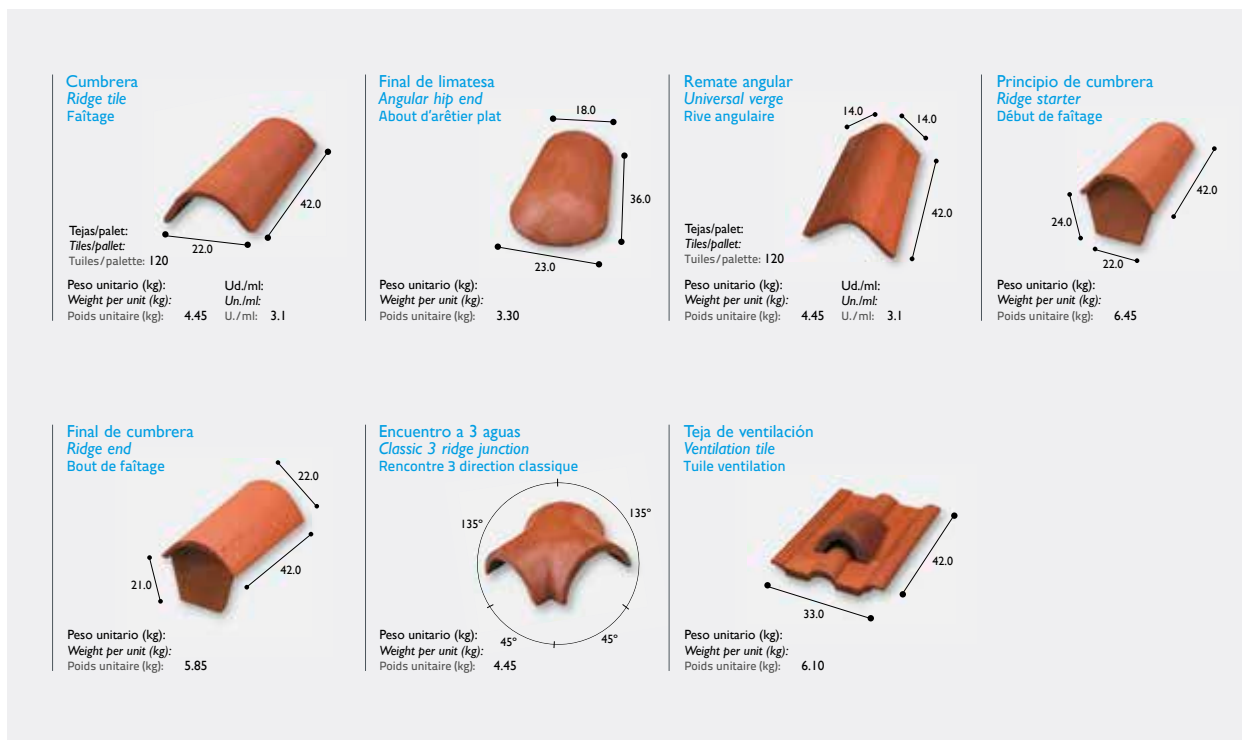 Cumbrera
Ridge tile
Faîtage
42.0
22.0
Tejas/palet:
Tiles/pallet:
Tuiles/palette: 120
Peso unitario (kg):
Weight per unit (kg):
Poids unitaire (kg): 4.45
Ud./ml:
Un./ml:
U./ml: 3.1
Final de limatesa
Angular hip end
About d'arêtier plat
18.0
36.0
23.0
Peso unitario (kg):
Weight per unit (kg):
Poids unitaire (kg): 3.30
Remate angular
Universal verge
Rive angulaire
14.0
14.0
42.0
Tejas/palet:
Tiles/pallet:
Tuiles/palette: 120
Peso unitario (kg):
Weight per unit (kg):
Poids unitaire (kg): 4.45
Ud./ml:
Un./ml:
U./ml: 3.1
Principio de cumbrera
Ridge starter
Début de faîtage
42.0
24.0
22.0
Peso unitario (kg):
Weight per unit (kg):
Poids unitaire (kg): 6.45
Final de cumbrera
Ridge end
Bout de faîtage
22.0
42.0
21.0
Peso unitario (kg):
Weight per unit (kg):
Poids unitaire (kg): 5.85
Encuentro a 3 aguas
Classic 3 ridge junction
Rencontre 3 direction classique
135º
135º
45º
45º
Peso unitario (kg):
Weight per unit (kg):
Poids unitaire (kg): 4.45
Teja de ventilación
Ventilation tile
Tuile ventilation
42.0
33.0
Peso unitario (kg):
Weight per unit (kg):
Poids unitaire (kg): 6.10